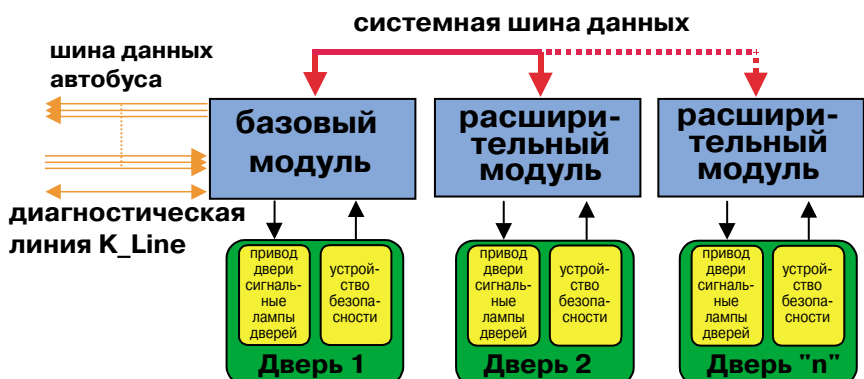 системная шина данных
шина данных
автобуса
базовый
модуль
расшири-
тельный
модуль
расшири-
тельный
модуль
диагностическая
линия K_Line
привод
двери
сигналь-
ные
лампы
дверей
устрой-
ство
безопа-
сности
Дверь 1
привод
двери
сигналь-
ные
лампы
дверей
устрой-
ство
безопа-
сности
Дверь 2
привод
двери
сигналь-
ные
лампы
дверей
устрой-
ство
безопа-
сности
Дверь "n"